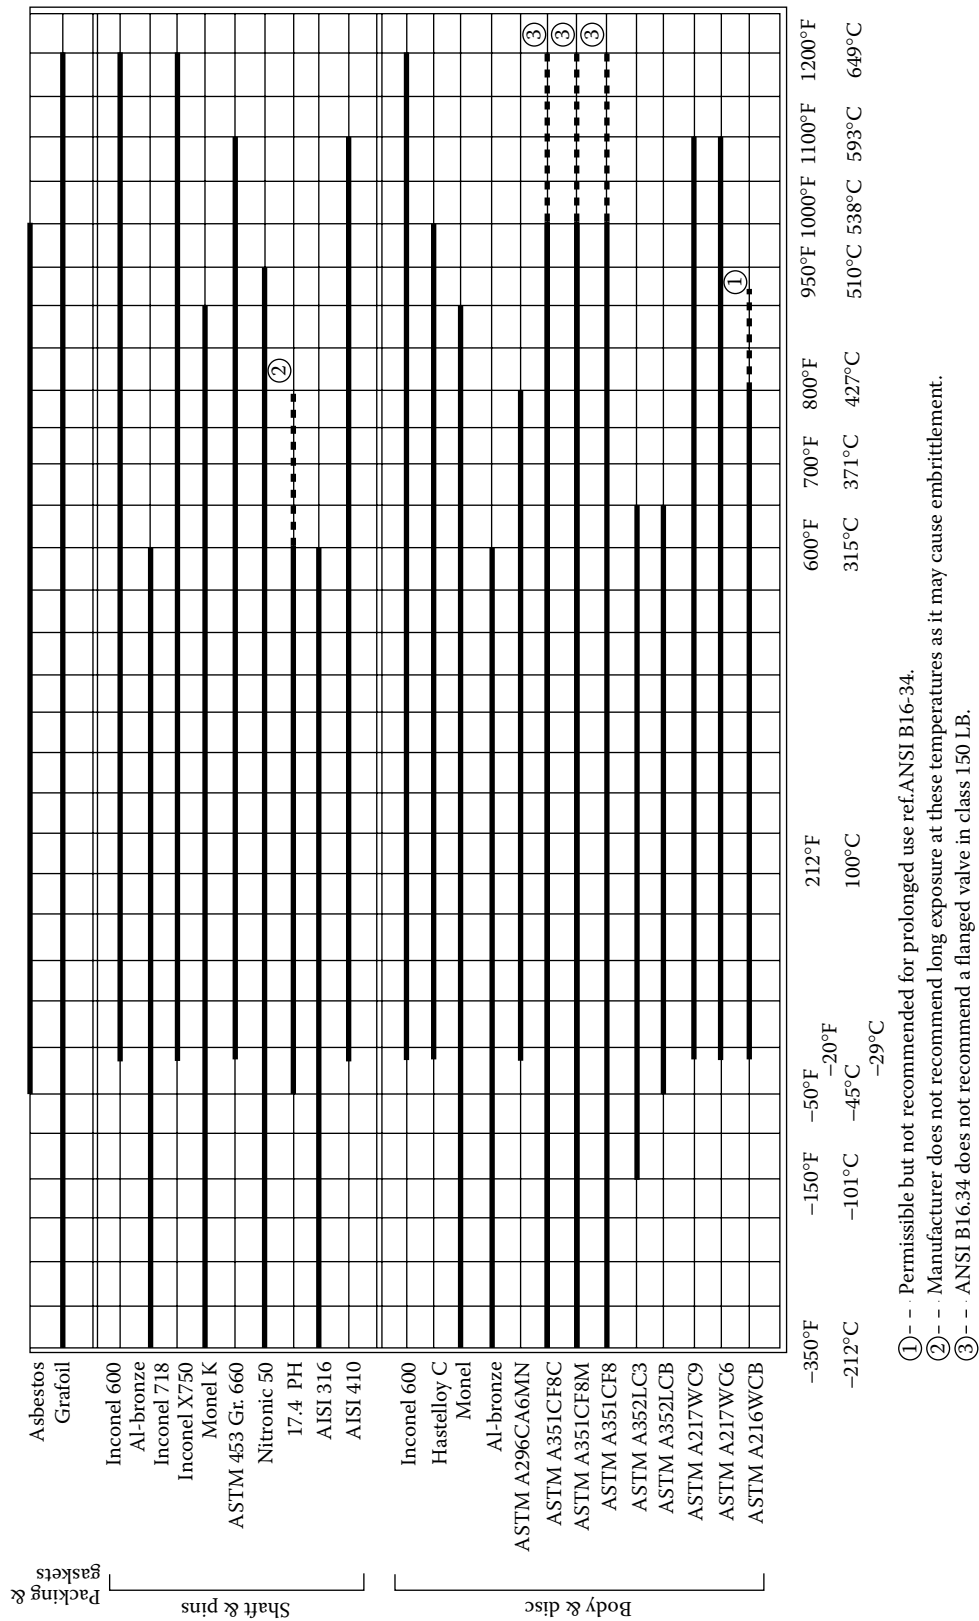 Packing &
gaskets
Asbestos
Grafoil
Shaft & pins
Inconel 600
Al-bronze
Inconel 718
Inconel X750
Monel K
ASTM 453 Gr. 660
Nitronic 50
17.4 PH
AISI 316
AISI 410
Body & disc
Inconel 600
Hastelloy C
Monel
Al-bronze
ASTM A296CA6MN
ASTM A351CF8C
ASTM A351CF8M
ASTM A351CF8
ASTM A352LC3
ASTM A352LCB
ASTM A217WC9
ASTM A217WC6
ASTM A216WCB
③
③
③
②
①
−350°F −150°F −50°F 212°F 600°F 700°F 800°F 950°F 1000°F 1100°F 1200°F
−20°F
−212°C −101°C −45°C 100°C 315°C 371°C 427°C 510°C 538°C 593°C 649°C
−29°C
①--- Permissible but not recommended for prolonged use ref.ANSI B16-34.
②--- Manufacturer does not recommend long exposure at these temperatures as it may cause embrittlement.
③--- ANSI B16.34 does not recommend a flanged valve in class 150 LB.